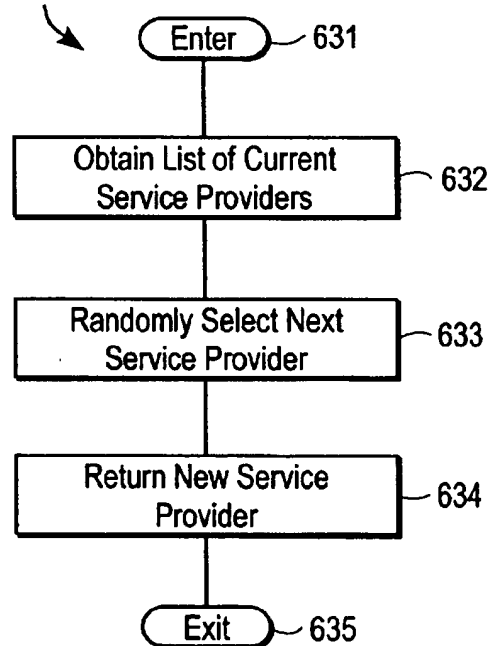 Enter 631
Obtain List of Current
Service Providers 632
Randomly Select Next
Service Provider 633
Return New Service
Provider 634
Exit 635